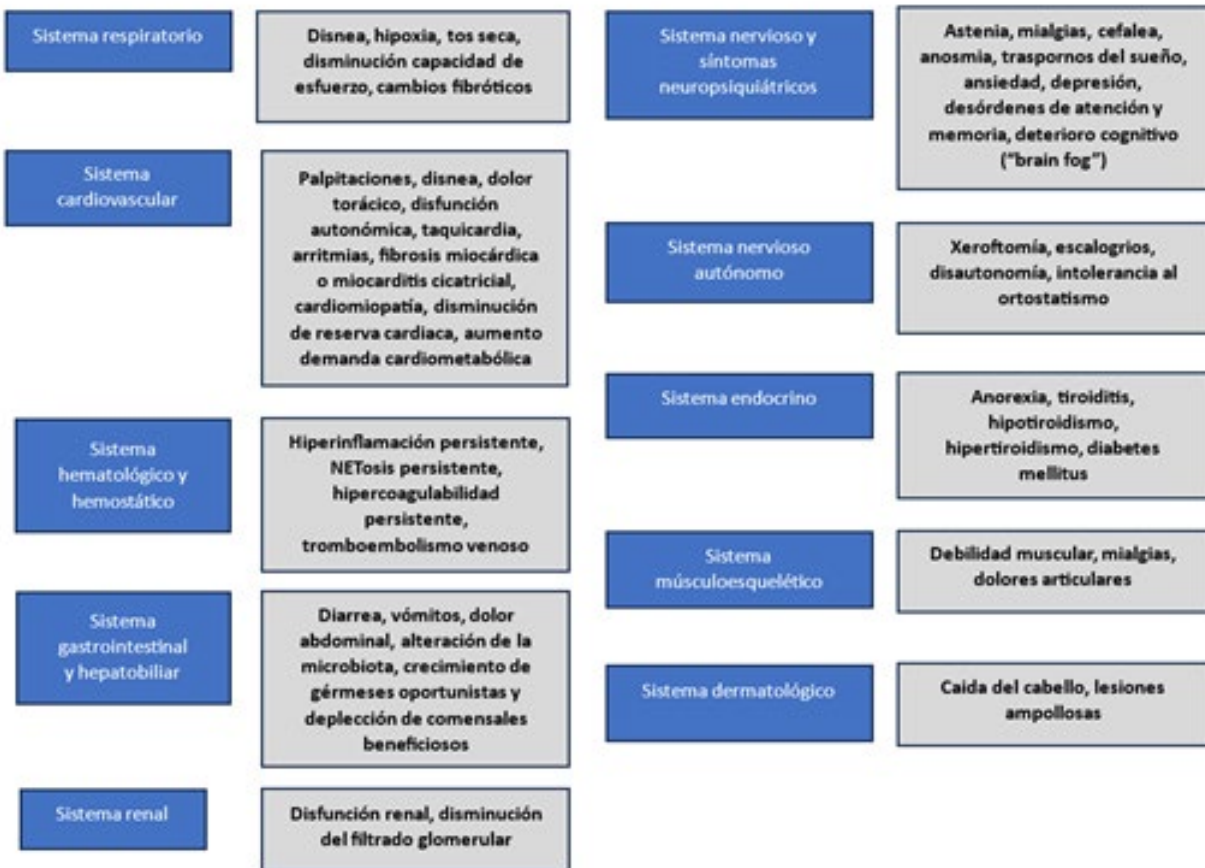 Sistema respiratorio
Disnea, hipoxia, tos seca,
disminución capacidad de
esfuerzo, cambios fibróticos
Sistema
cardiovascular
Palpitaciones, disnea, dolor
torácico, disfunción
autonómica, taquicardia,
arritmias, fibrosis miocárdica
o miocarditis cicatricial,
cardiomiopatía, disminución
de reserva cardiaca, aumento
demanda cardiometabólica
Sistema
hematológico y
hemostático
Hiperinflamación persistente,
NETosis persistente,
hipercoagulabilidad
persistente,
tromboembolismo venoso
Sistema
gastrointestinal
y hepatobiliar
Diarrea, vómitos, dolor
abdominal, alteración de la
microbiota, crecimiento de
gérmeses oportunistas y
deplección de comensales
beneficiosos
Sistema renal
Disfunción renal, disminución
del filtrado glomerular
Sistema nervioso y
síntomas
neuropsiquiátricos
Astenia, mialgias, cefalea,
anosmia, traspornos del sueño,
ansiedad, depresión,
desórdenes de atención y
memoria, deterioro cognitivo
(“brain fog”)
Sistema nervioso
autónomo
Xeroftomía, escalogrios,
disautonomía, intolerancia al
ortostatismo
Sistema endocrino
Anorexia, tiroiditis,
hipotiroidismo,
hipertiroidismo, diabetes
mellitus
Sistema
músculoesquelético
Debilidad muscular, mialgias,
dolores articulares
Sistema dermatológico
Caida del cabello, lesiones
ampollosas